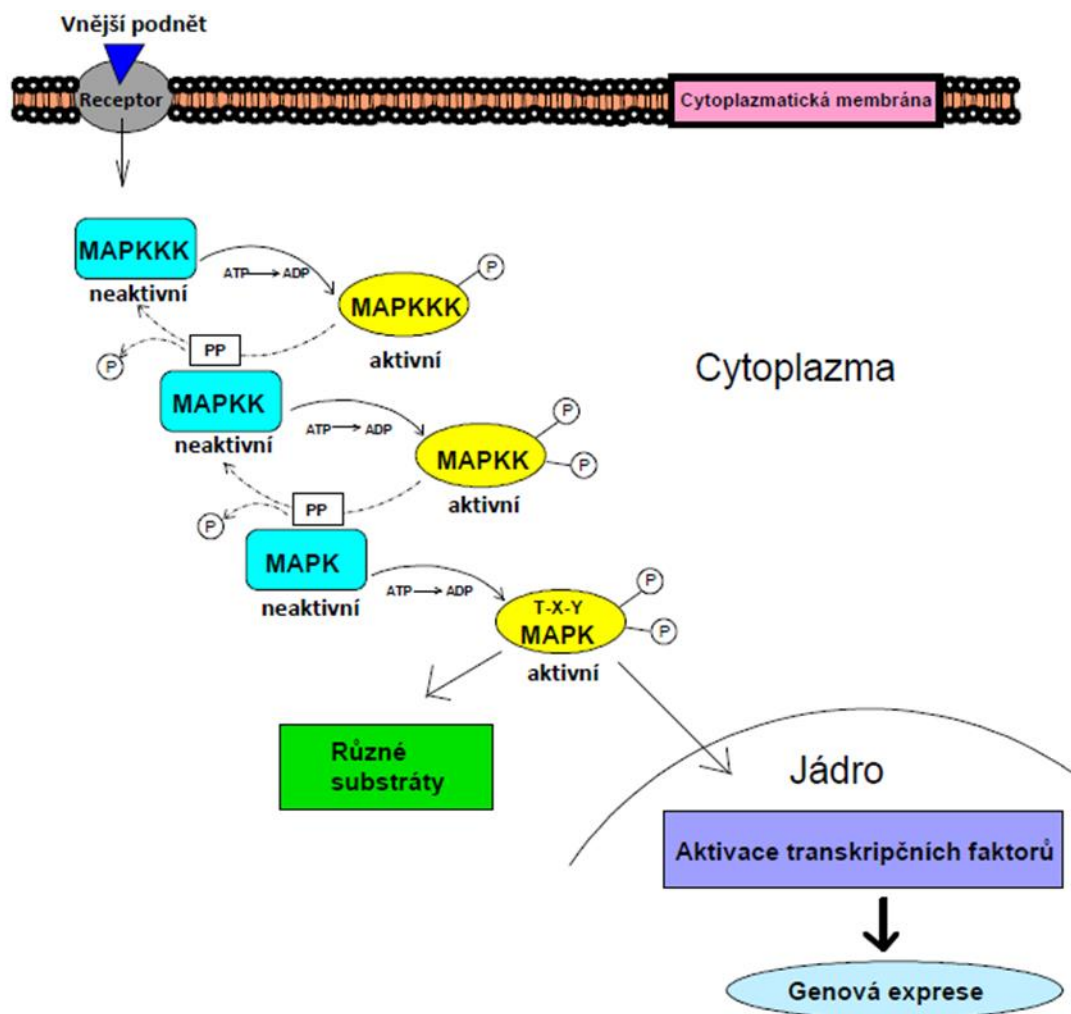 Vnější podnět
Receptor
Cytoplazmatická membrána
MAPKKK
neaktivní
ATP ADP
P
MAPKKK
aktivní
PP
P
Cytoplazma
MAPKK
neaktivní
ATP ADP
P
P
MAPKK
aktivní
PP
P
MAPK
neaktivní
ATP ADP
P
P
T-X-Y
MAPK
aktivní
Různé
substráty
Jádro
Aktivace transkripčních faktorů
Genová exprese